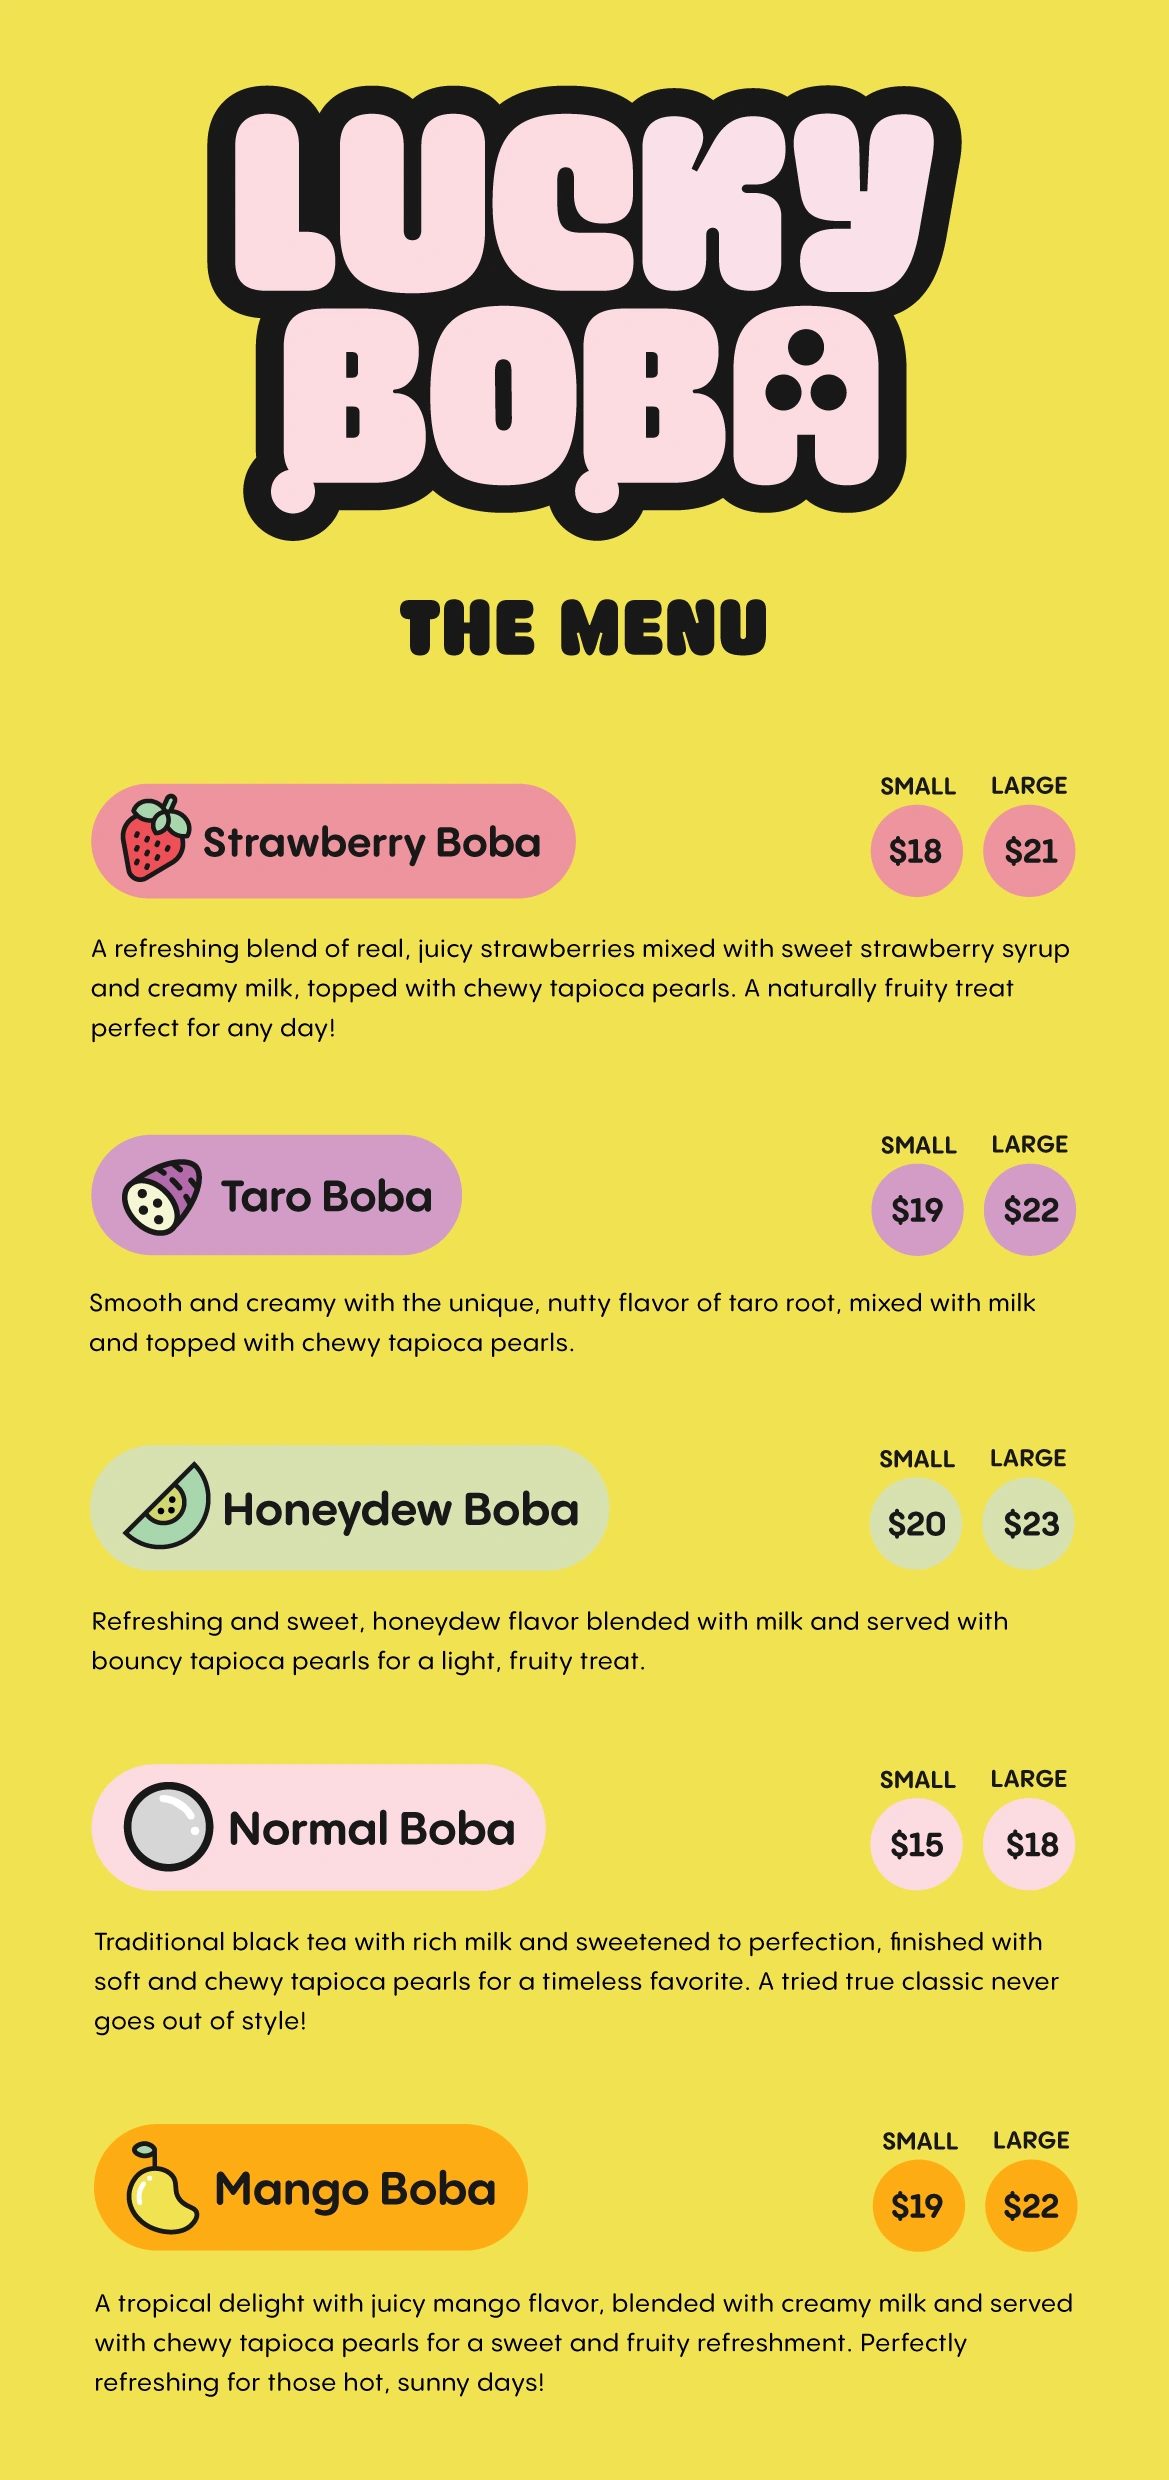 LUCKY
BOBA
THE MENU
SMALL LARGE
Strawberry Boba $18 $21
A refreshing blend of real, juicy strawberries mixed with sweet strawberry syrup
and creamy milk, topped with chewy tapioca pearls. A naturally fruity treat
perfect for any day!
SMALL LARGE
Taro Boba $19 $22
Smooth and creamy with the unique, nutty flavor of taro root, mixed with milk
and topped with chewy tapioca pearls.
SMALL LARGE
Honeydew Boba $20 $23
Refreshing and sweet, honeydew flavor blended with milk and served with
bouncy tapioca pearls for a light, fruity treat.
SMALL LARGE
Normal Boba $15 $18
Traditional black tea with rich milk and sweetened to perfection, finished with
soft and chewy tapioca pearls for a timeless favorite. A tried true classic never
goes out of style!
SMALL LARGE
Mango Boba $19 $22
A tropical delight with juicy mango flavor, blended with creamy milk and served
with chewy tapioca pearls for a sweet and fruity refreshment. Perfectly
refreshing for those hot, sunny days!